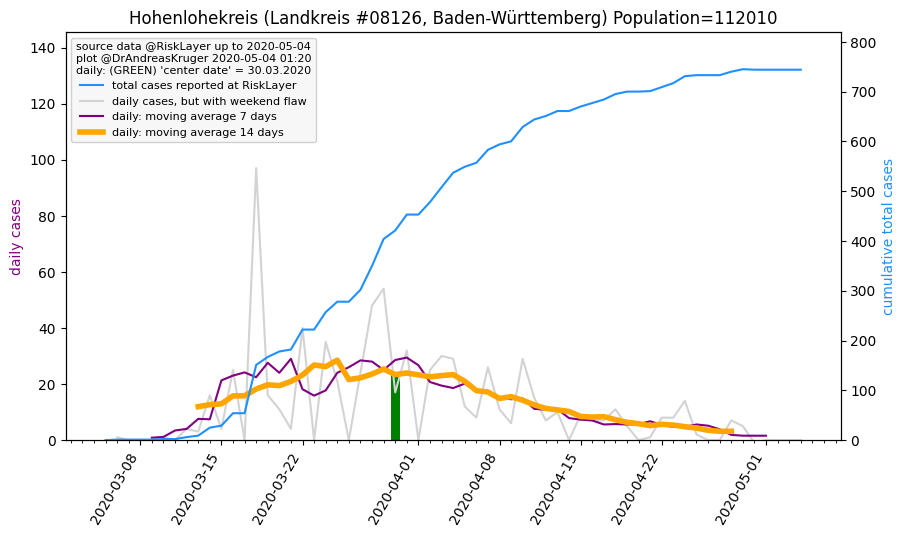 Hohenlohekreis (Landkreis #08126, Baden-Württemberg) Population=112010
source data @RiskLayer up to 2020-05-04
plot @DrAndreasKruger 2020-05-04 01:20
daily: (GREEN) 'center date' = 30.03.2020
total cases reported at RiskLayer
daily cases, but with weekend flaw
daily: moving average 7 days
daily: moving average 14 days
daily cases
140
120
100
80
60
40
20
0
cumulative total cases
800
700
600
500
400
300
200
100
0
2020-03-08
2020-03-15
2020-03-22
2020-04-01
2020-04-08
2020-04-15
2020-04-22
2020-05-01